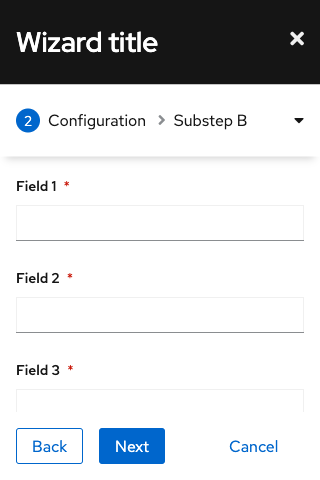 Wizard title
2 Configuration Substep B
Field 1 *
Field 2 *
Field 3 *
Back Next Cancel